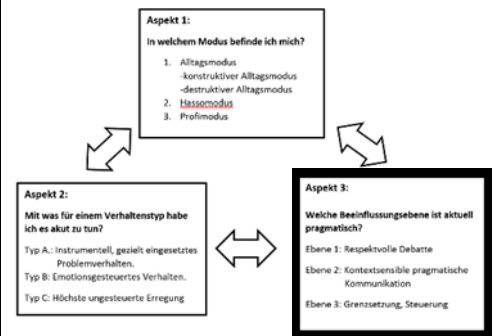 Aspekt 1:
In welchem Modus befinde ich mich?
1. Alltagsmodus
-konstruktiver Alltagsmodus
-destruktiver Alltagsmodus
2. Hassomodus
3. Profimodus
Aspekt 2:
Mit was für einem Verhaltenstyp habe
ich es akut zu tun?
Typ A.: Instrumentell, gezielt eingesetztes
Problemverhalten.
Typ B: Emotionsgesteuertes Verhalten.
Typ C: Höchste ungesteuerte Erregung
Aspekt 3:
Welche Beeinflussungsebene ist aktuell
pragmatisch?
Ebene 1: Respektvolle Debatte
Ebene 2: Kontextsensible pragmatische
Kommunikation
Ebene 3: Grenzsetzung, Steuerung